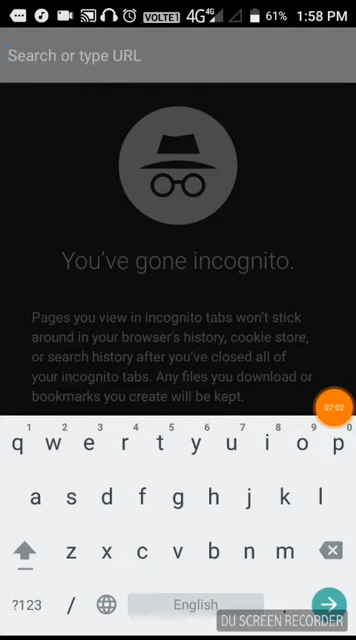 VOLTE1 4G 4G 61% 1:58 PM
Search or type URL
You've gone incognito.
Pages you view in incognito tabs won't stick
around in your browser's history, cookie store,
or search history after you've closed all of
your incognito tabs. Any files you download or
bookmarks you create will be kept.
07:02
1 2 3 4 5 6 7 8 9 0
q w e r t y u i o p
a s d f g h j k l
z x c v b n m
?123 / English .
DU SCREEN RECORDER